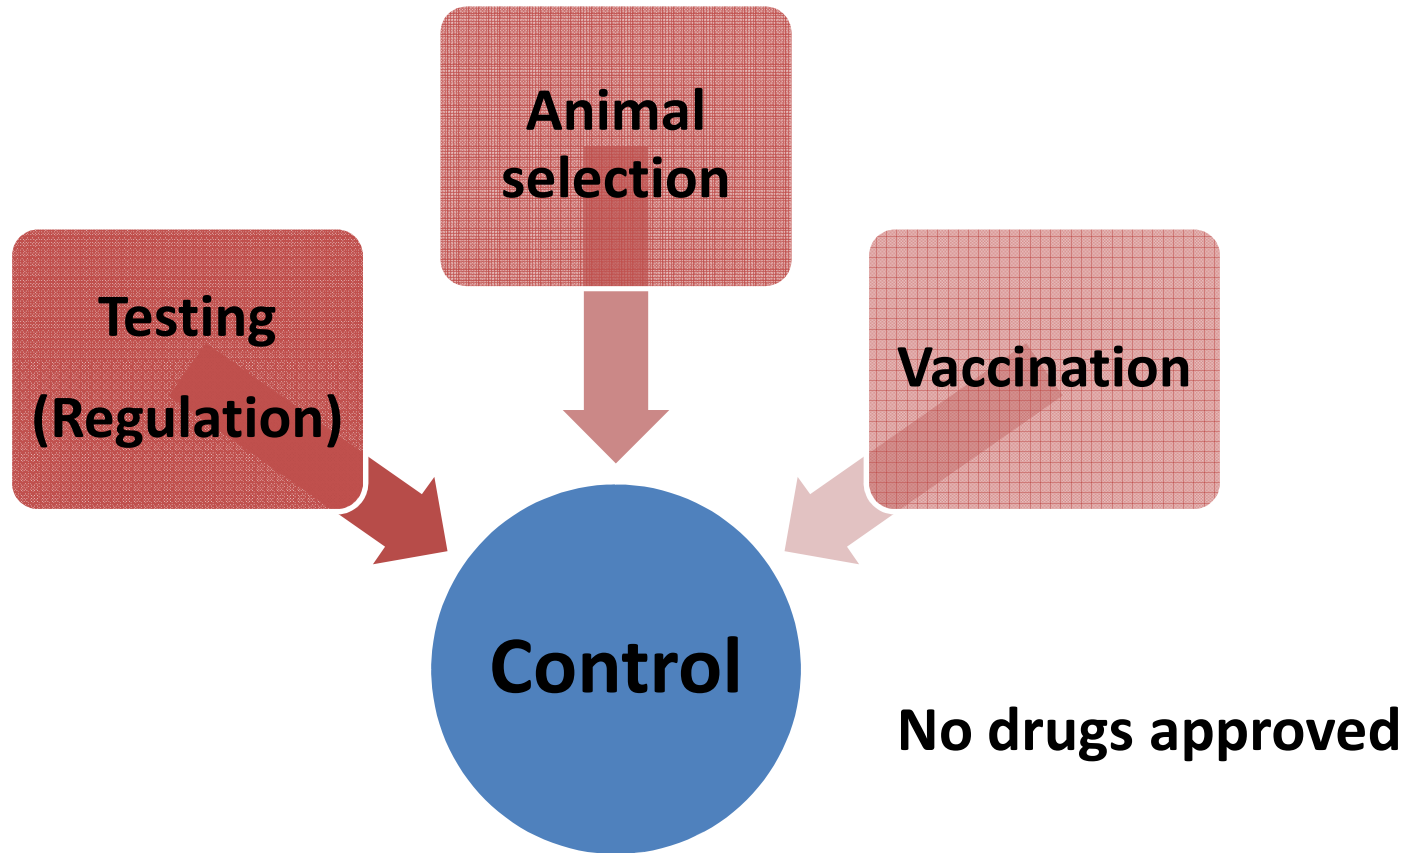 Animal
selection
Testing
(Regulation)
Vaccination
Control
No drugs approved